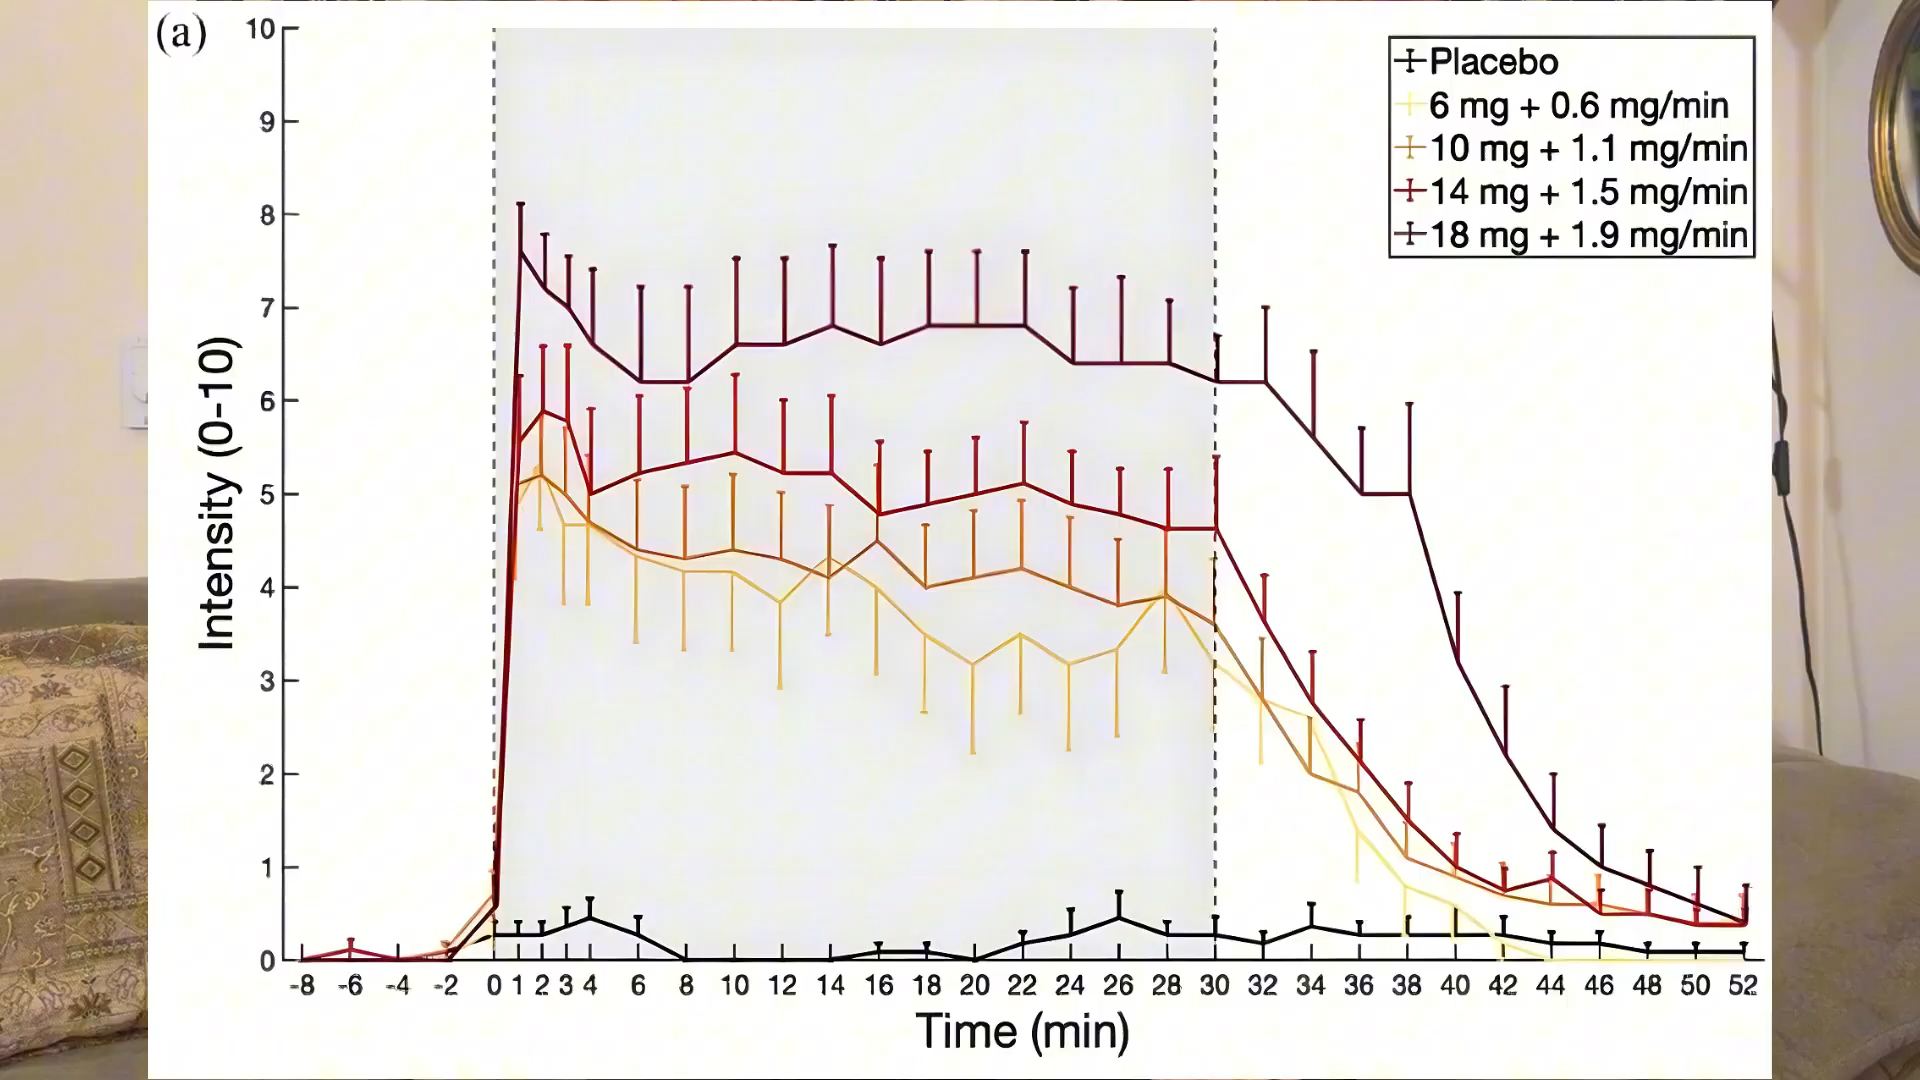 (a)
10
9
8
7
6
5
4
3
2
1
0
Intensity (0-10)
Placebo
6 mg + 0.6 mg/min
10 mg + 1.1 mg/min
14 mg + 1.5 mg/min
18 mg + 1.9 mg/min
-8 -6 -4 -2 0 1 2 3 4 6 8 10 12 14 16 18 20 22 24 26 28 30 32 34 36 38 40 42 44 46 48 50 52
Time (min)